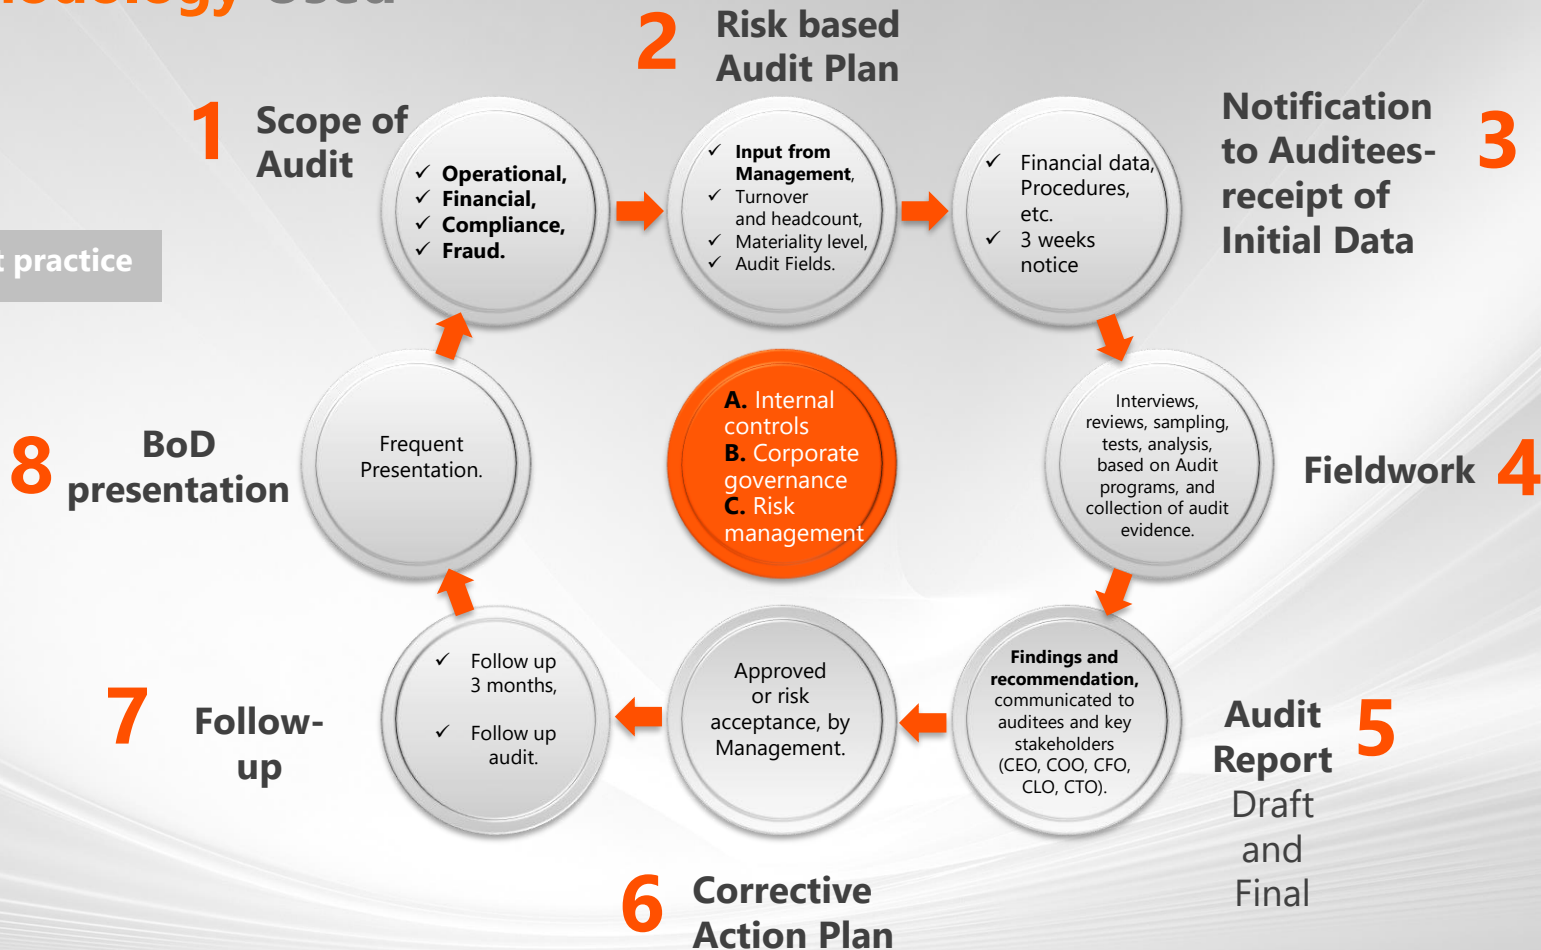 Used
2
Risk based
Audit Plan
1
Scope of
Audit
✓ Operational,
✓ Financial,
✓ Compliance,
✓ Fraud.
✓ Input from
Management,
✓ Turnover
and headcount,
✓ Materiality level,
✓ Audit Fields.
✓ Financial data,
Procedures,
etc.
✓ 3 weeks
notice
Notification
to Auditees-
receipt of
Initial Data
3
practice
A. Internal
controls
B. Corporate
governance
C. Risk
management
Interviews,
reviews, sampling,
tests, analysis,
based on Audit
programs, and
collection of audit
evidence.
Fieldwork 4
Findings and
recommendation,
communicated to
auditees and key
stakeholders
(CEO, COO, CFO,
CLO, CTO).
Audit
Report
Draft
and
Final
5
Approved
or risk
acceptance, by
Management.
6
Corrective
Action Plan
✓ Follow up
3 months,
✓ Follow up
audit.
7
Follow-
up
Frequent
Presentation.
8
BoD
presentation